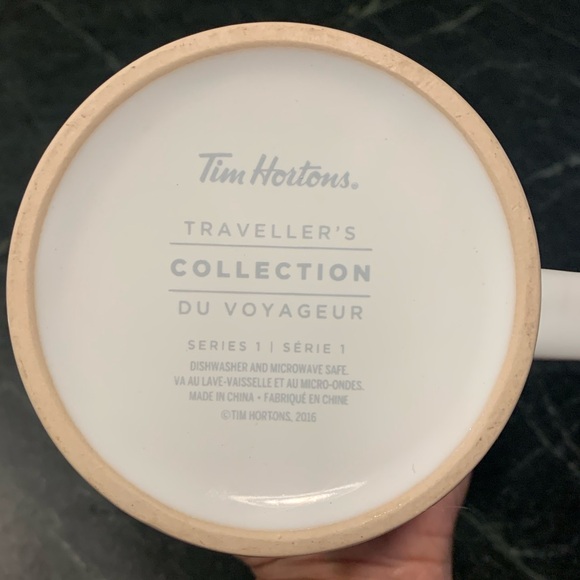 Tim Hortons.
TRAVELLER'S
COLLECTION
DU VOYAGEUR
SERIES 1 | SÉRIE 1
DISHWASHER AND MICROWAVE SAFE.
VA AU LAVE-VAISSELLE ET AU MICRO-ONDES.
MADE IN CHINA • FABRIQUÉ EN CHINE
©TIM HORTONS, 2016